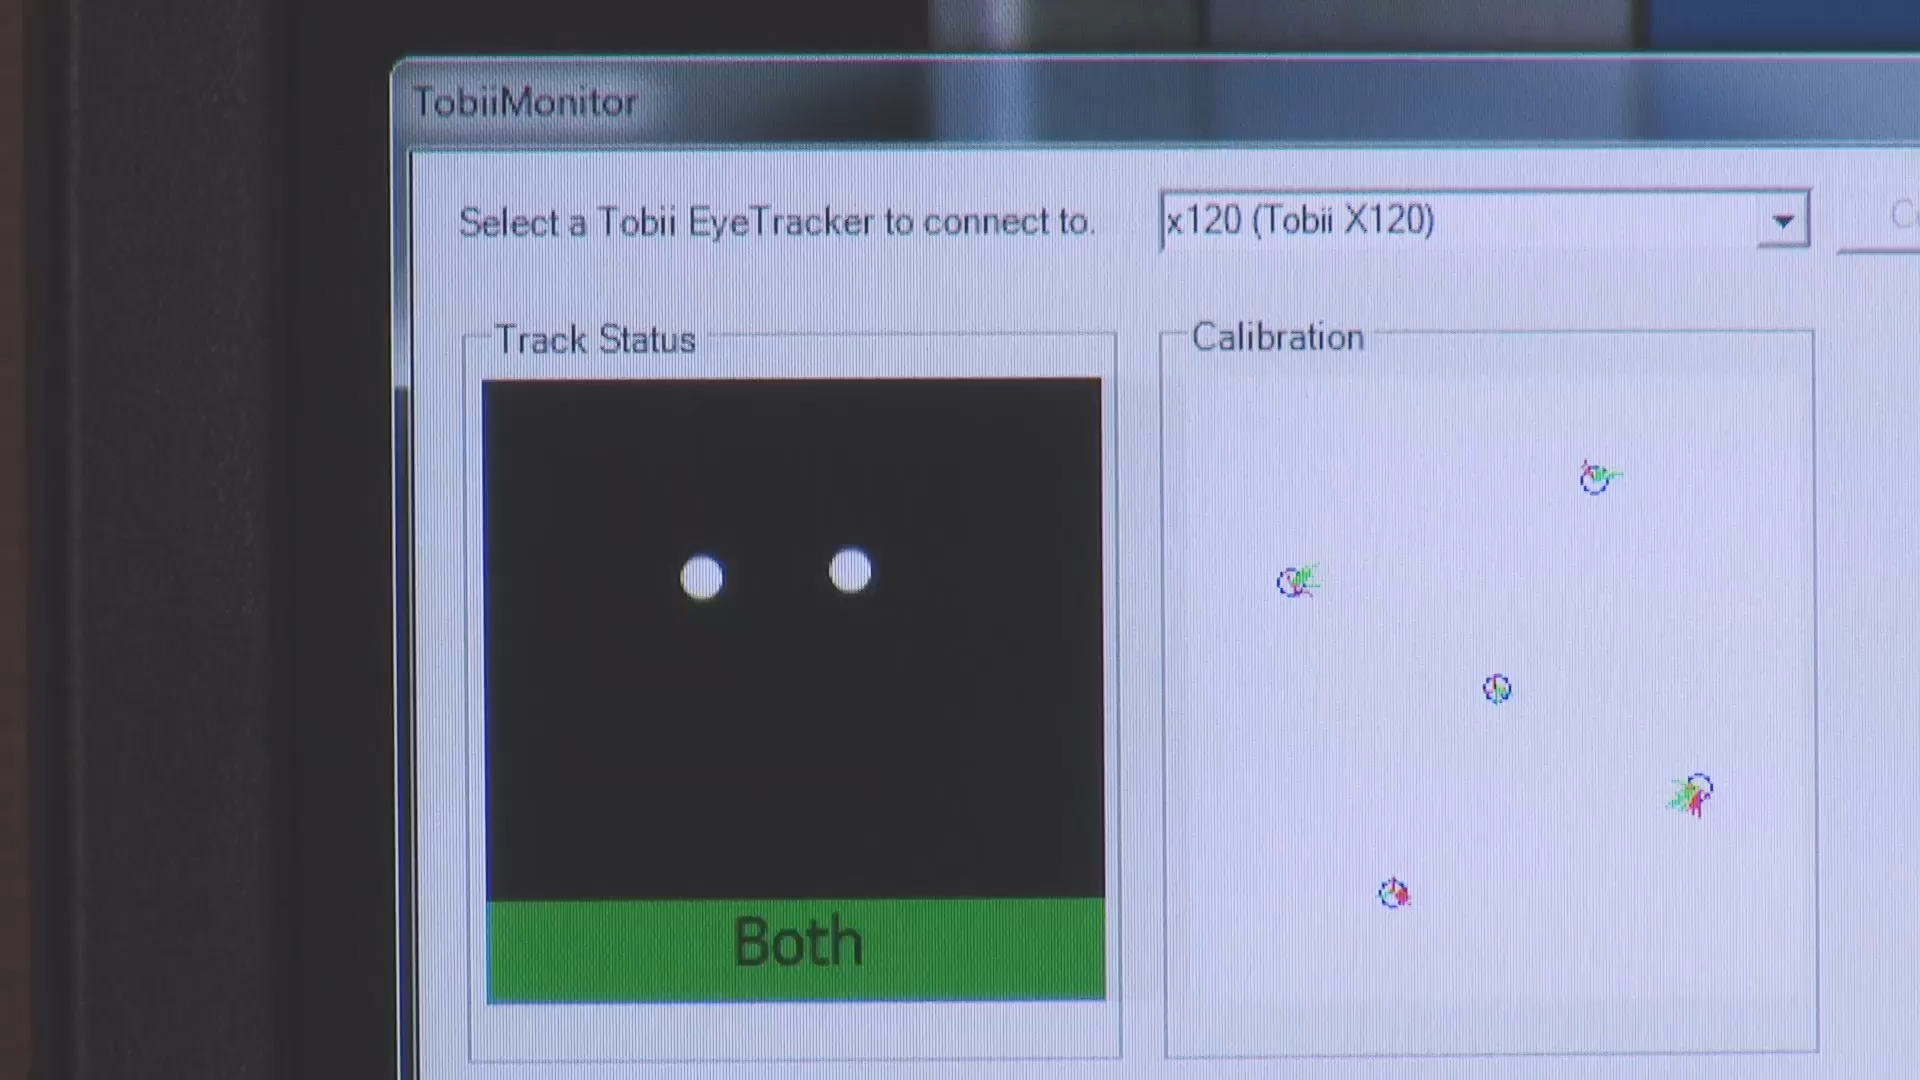 TobiiMonitor
Select a Tobii EyeTracker to connect to.
x120 (Tobii X120)
Track Status
Calibration
Both